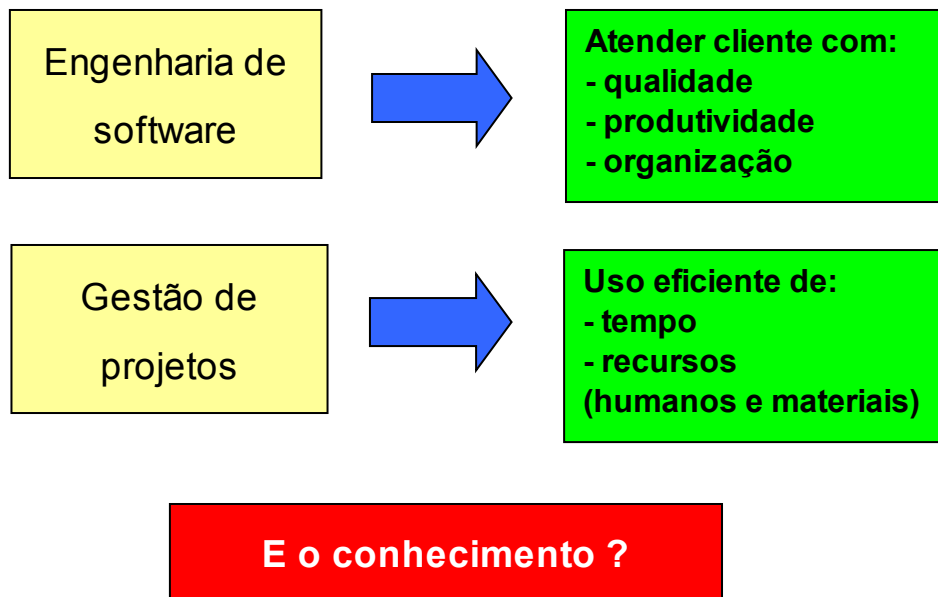 Engenharia de
software
Atender cliente com:
- qualidade
- produtividade
- organização
Gestão de
projetos
Uso eficiente de:
- tempo
- recursos
(humanos e materiais)
E o conhecimento ?